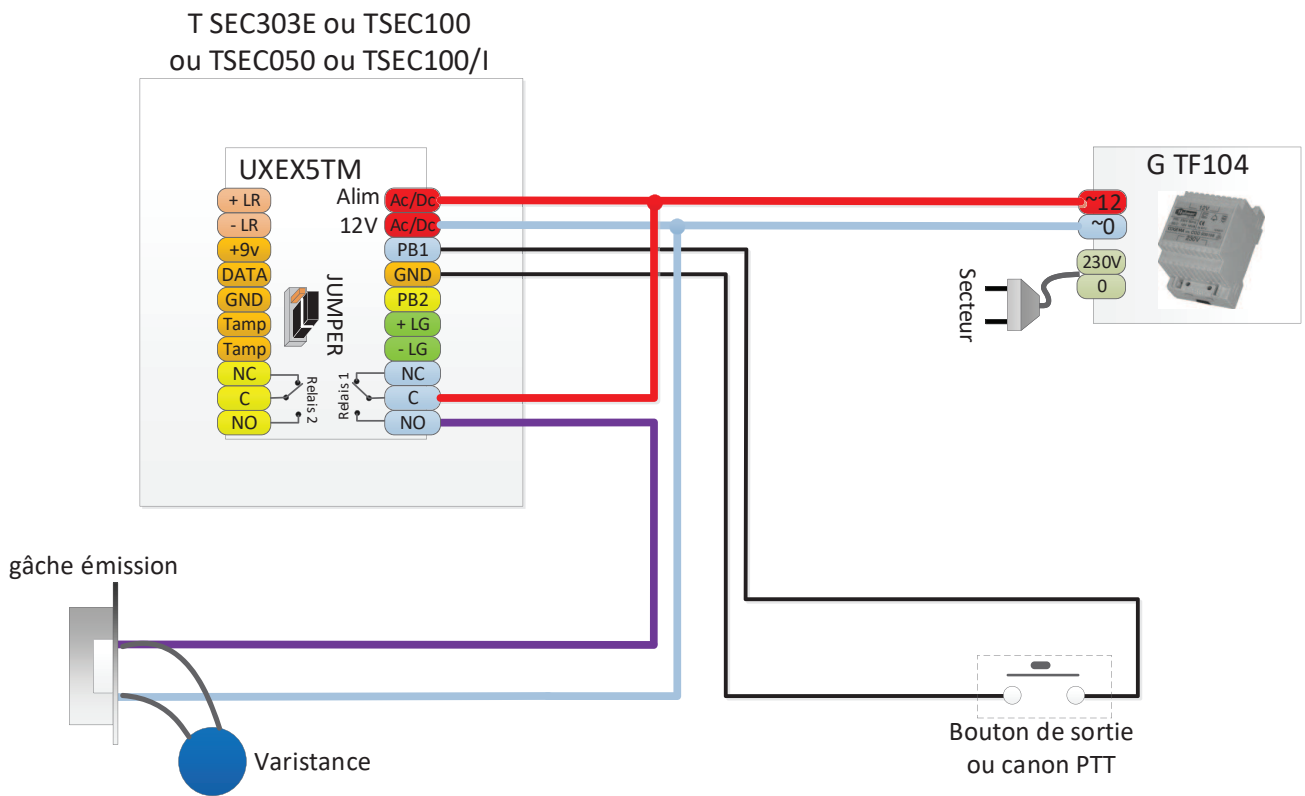 T SEC303E ou TSEC100
ou TSEC050 ou TSEC100/I
UXEX5TM
+ LR
- LR
+9v
DATA
GND
Tamp
Tamp
NC
C
NO
Relais 2
JUMPER
Relais 1
Alim
12V
Ac/Dc
Ac/Dc
PB1
GND
PB2
+ LG
- LG
NC
C
NO
G TF104
~12
~0
230V
0
12V
230V
Secteur
gâche émission
Varistance
Bouton de sortie
ou canon PTT